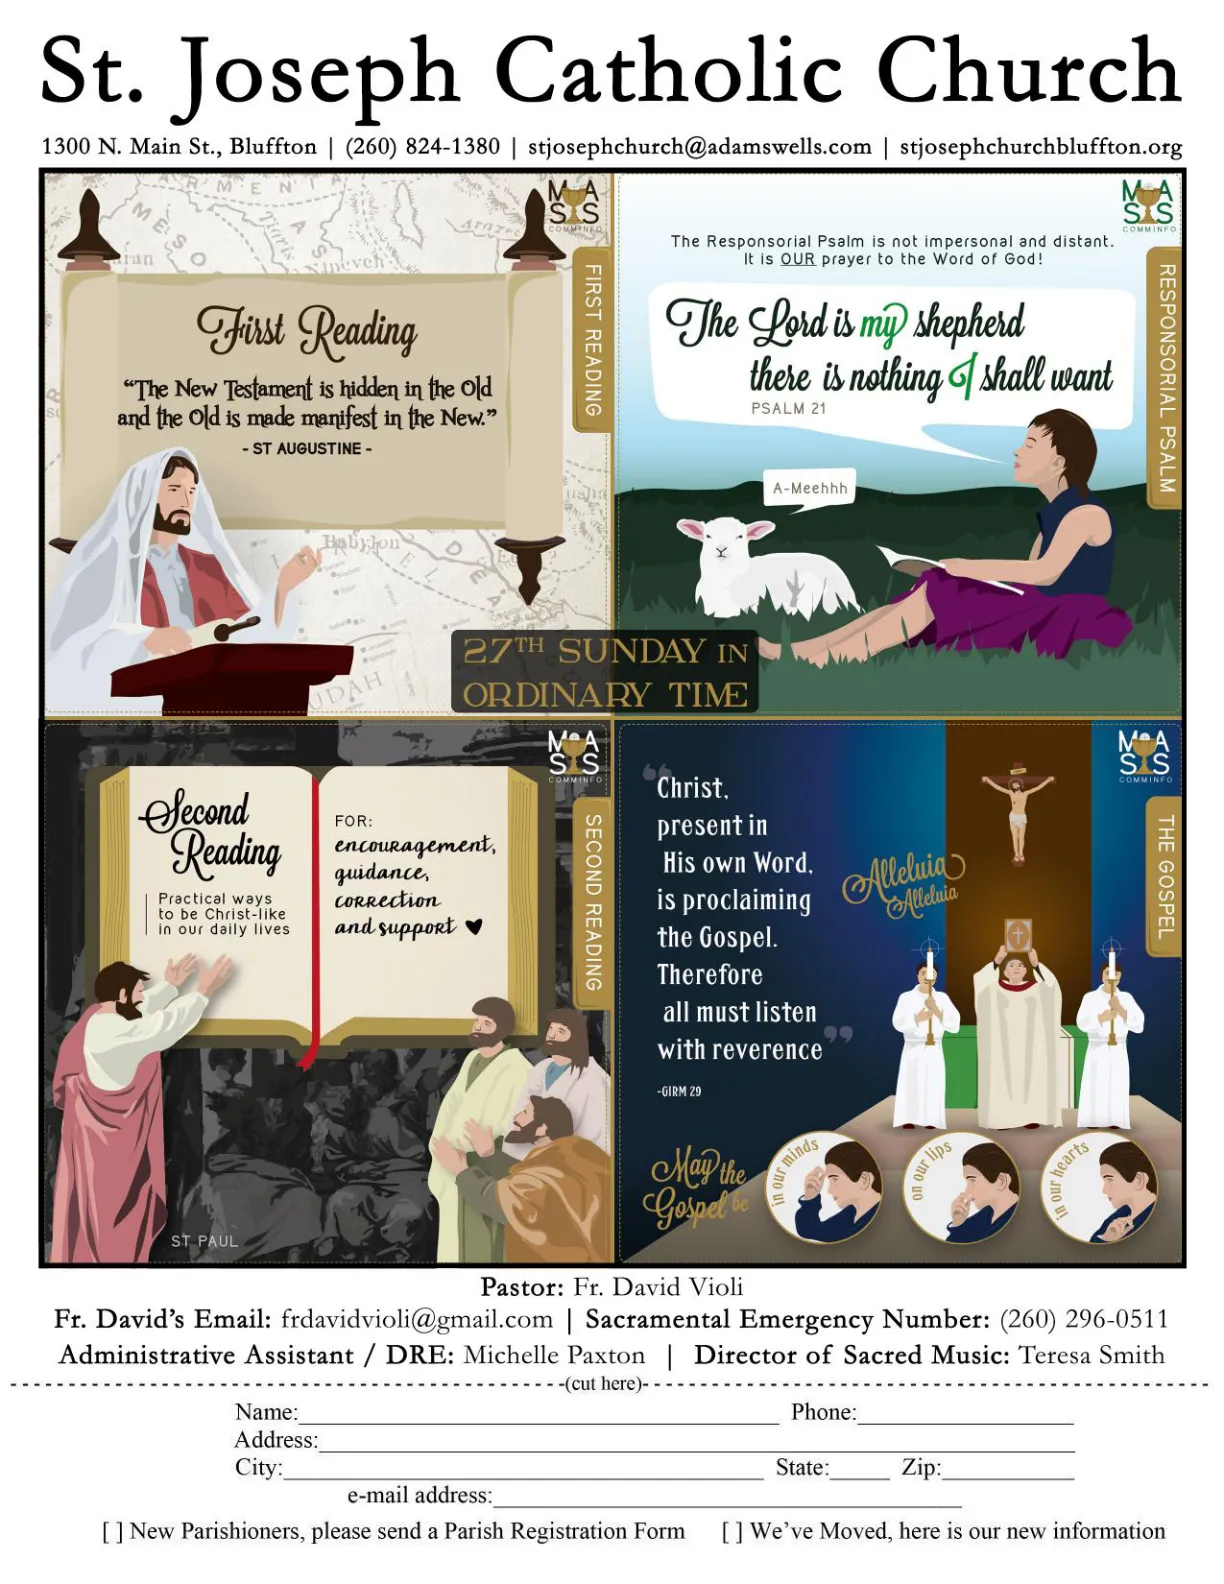 St. Joseph Catholic Church
1300 N. Main St., Bluffton | (260) 824-1380 | stjosephchurch@adamswells.com | stjosephchurchbluffton.org
ARMENIA
MESO
Tigris
Nineveh
First Reading
“The New Testament is hidden in the Old
and the Old is made manifest in the New.”
- ST AUGUSTINE -
Babylon
UDAH
MASS
COMMINFO
FIRST READING
MASS
COMMINFO
The Responsorial Psalm is not impersonal and distant.
It is OUR prayer to the Word of God!
The Lord is my shepherd
there is nothing I shall want
PSALM 21
A-Meehhh
RESPONSORIAL PSALM
27TH SUNDAY IN
ORDINARY TIME
MASS
COMMINFO
Second
Reading
Practical ways
to be Christ-like
in our daily lives
FOR:
encouragement,
guidance,
correction
and support
SECOND READING
ST PAUL
MASS
COMMINFO
“Christ,
present in
His own Word,
is proclaiming
the Gospel.
Therefore
all must listen
with reverence”
-GIRM 29
Alleluia
Alleluia
THE GOSPEL
May the
Gospel be
in our minds
on our lips
in our hearts
Pastor: Fr. David Violi
Fr. David’s Email: frdavidvioli@gmail.com | Sacramental Emergency Number: (260) 296-0511
Administrative Assistant / DRE: Michelle Paxton | Director of Sacred Music: Teresa Smith
(cut here)
Name: Phone:
Address:
City: State: Zip:
e-mail address:
[ ] New Parishioners, please send a Parish Registration Form [ ] We’ve Moved, here is our new information